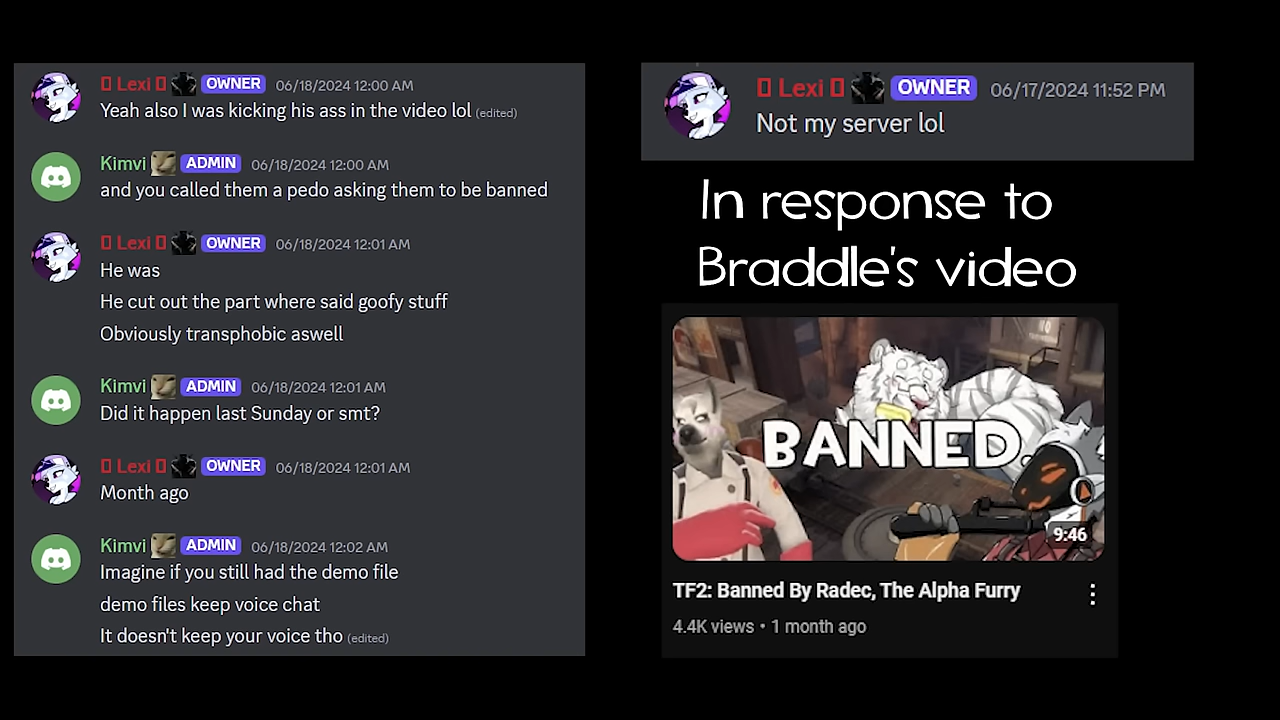 Lexi OWNER 06/18/2024 12:00 AM
Yeah also I was kicking his ass in the video lol (edited)
Kimvi ADMIN 06/18/2024 12:00 AM
and you called them a pedo asking them to be banned
Lexi OWNER 06/18/2024 12:01 AM
He was
He cut out the part where said goofy stuff
Obviously transphobic aswell
Kimvi ADMIN 06/18/2024 12:01 AM
Did it happen last Sunday or smt?
Lexi OWNER 06/18/2024 12:01 AM
Month ago
Kimvi ADMIN 06/18/2024 12:02 AM
Imagine if you still had the demo file
demo files keep voice chat
It doesn't keep your voice tho (edited)
Lexi OWNER 06/17/2024 11:52 PM
Not my server lol
In response to
Braddle's video
BANNED.
9:46
TF2: Banned By Radec, The Alpha Furry
4.4K views • 1 month ago